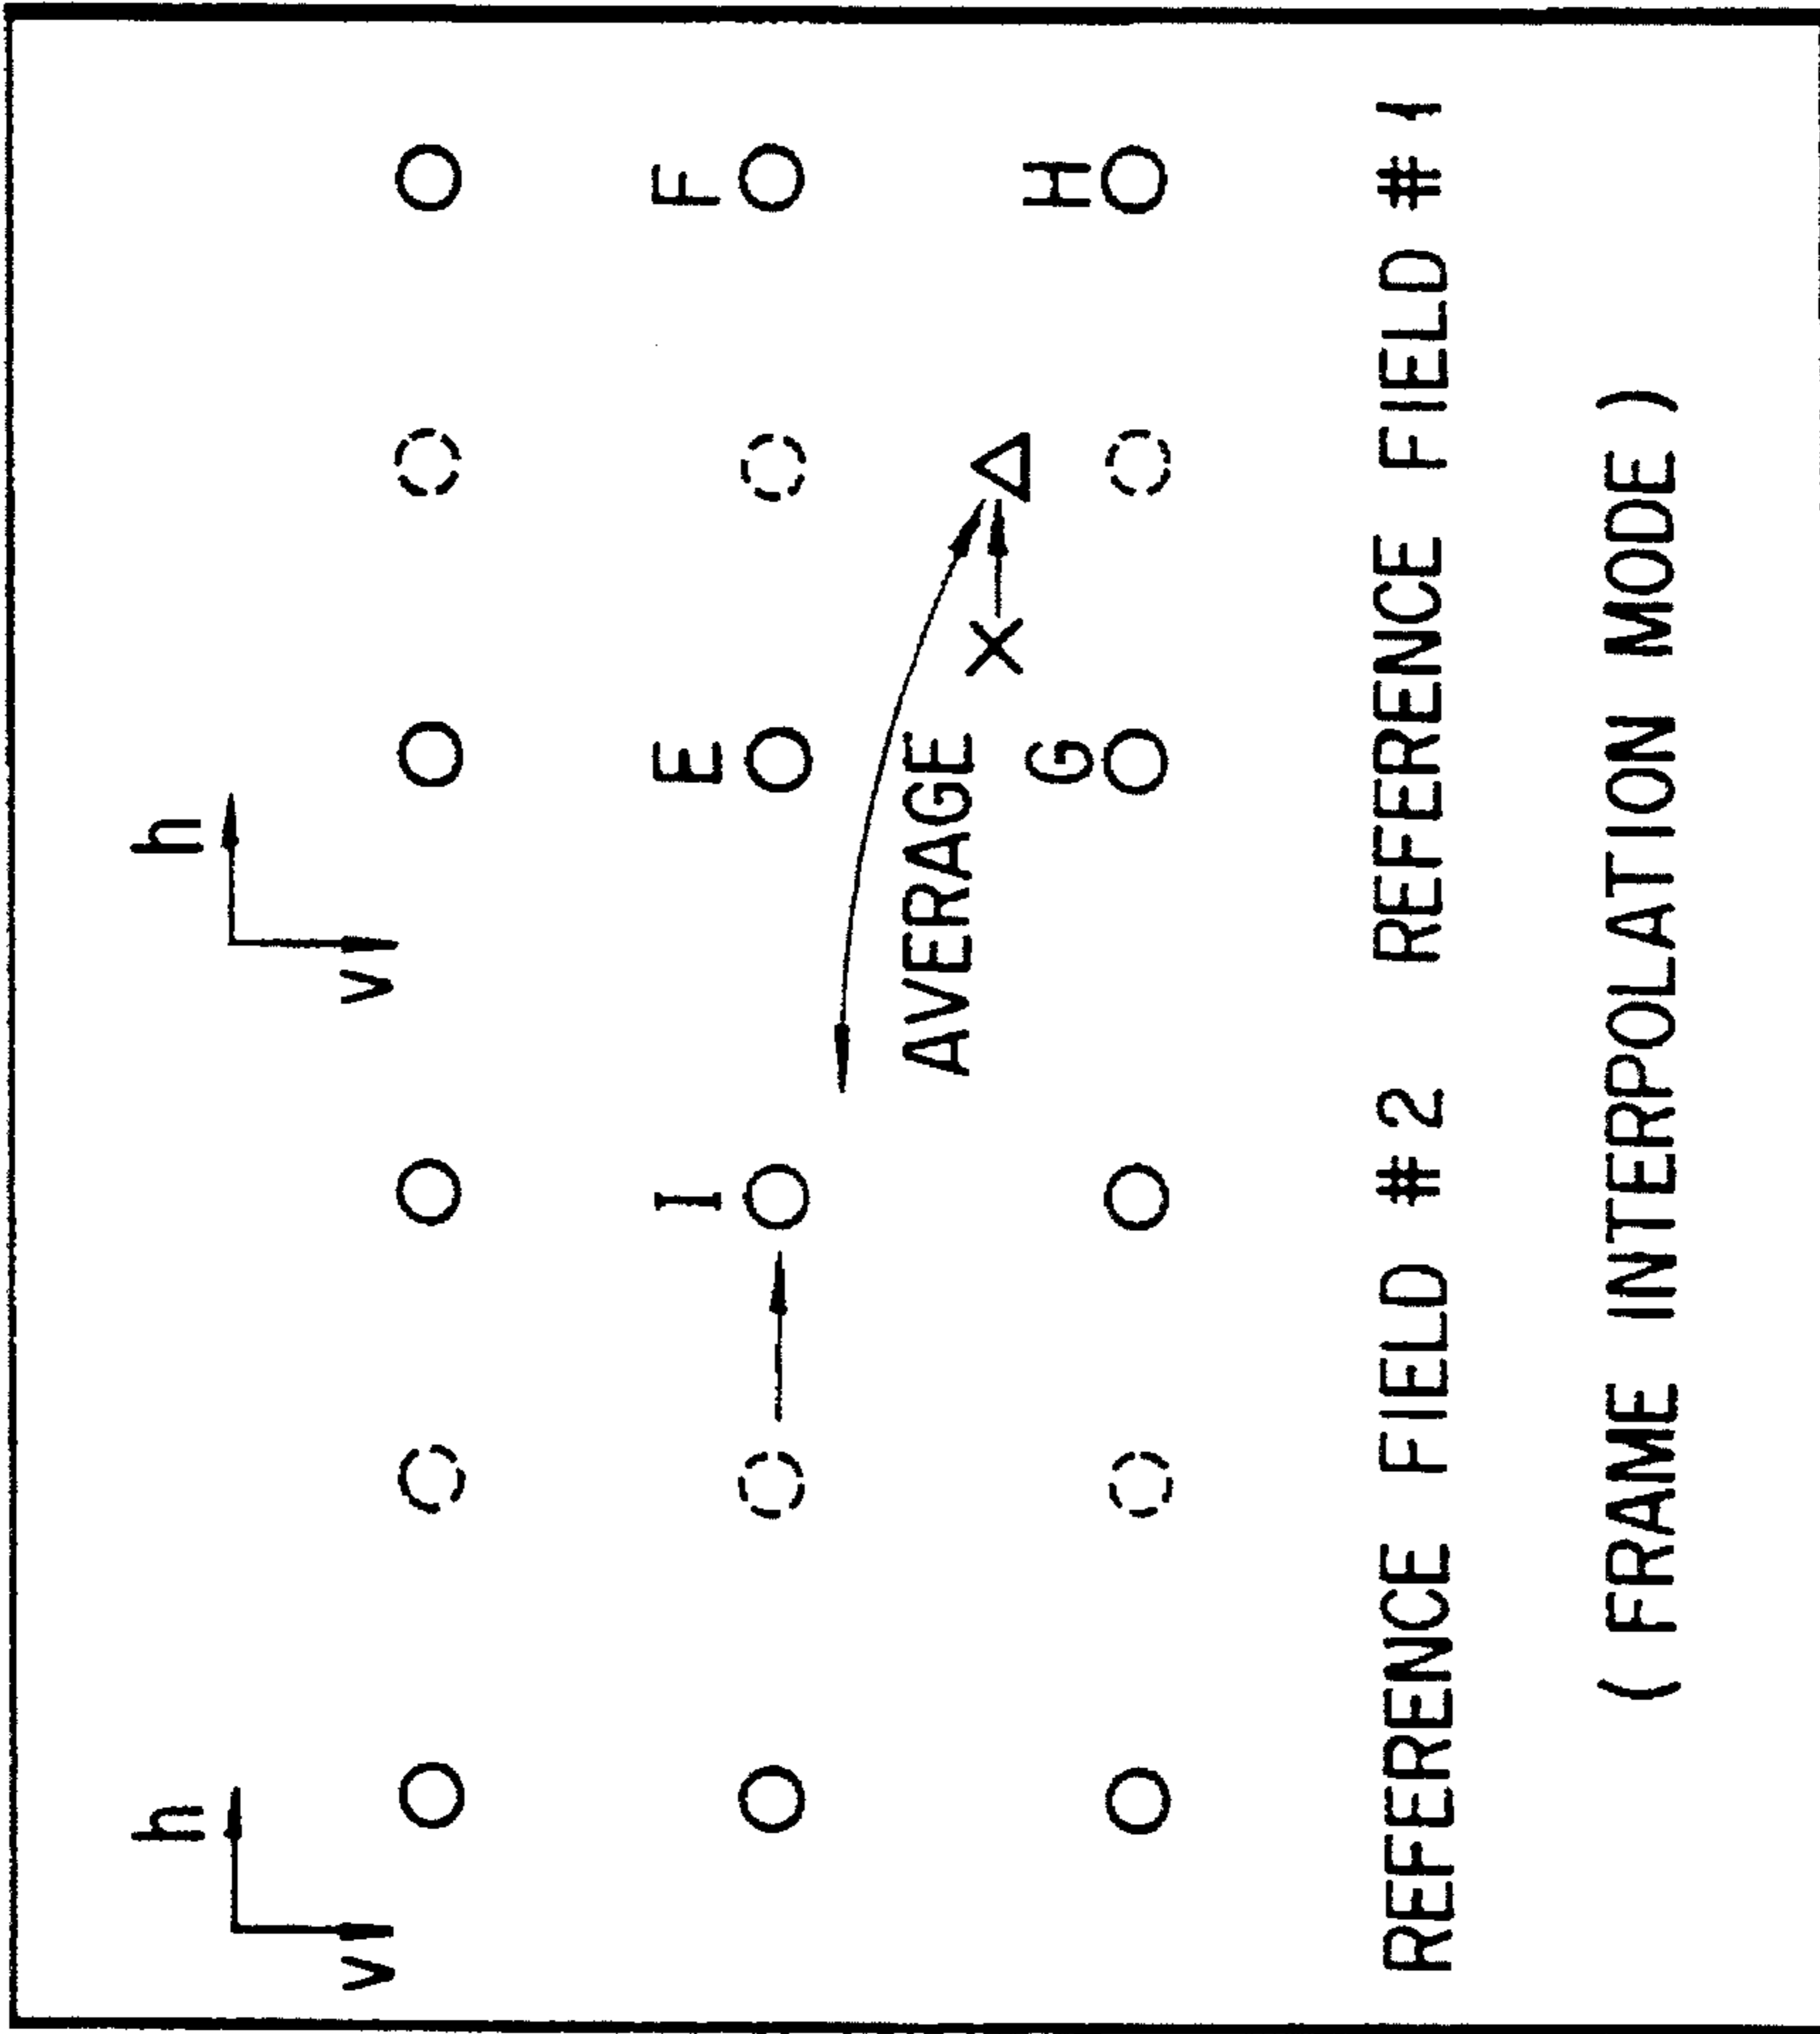 h h
v v
I E F
AVERAGE X
G H
REFERENCE FIELD #2 REFERENCE FIELD #1
( FRAME INTERPOLATION MODE )